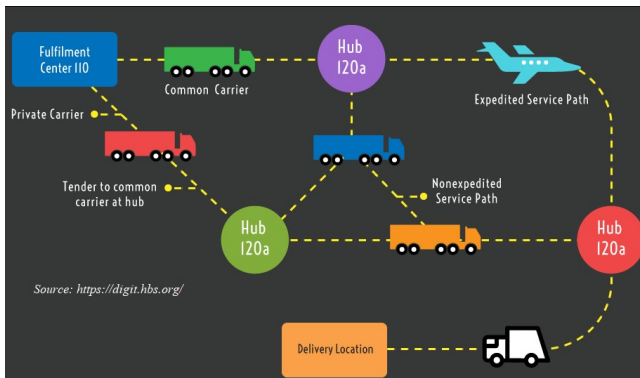 Fulfilment
Center 110
Common Carrier
Hub
120a
Expedited Service Path
Private Carrier
Tender to common
carrier at hub
Nonexpedited
Service Path
Hub
120a
Hub
120a
Source: https://digit.hbs.org/
Delivery Location